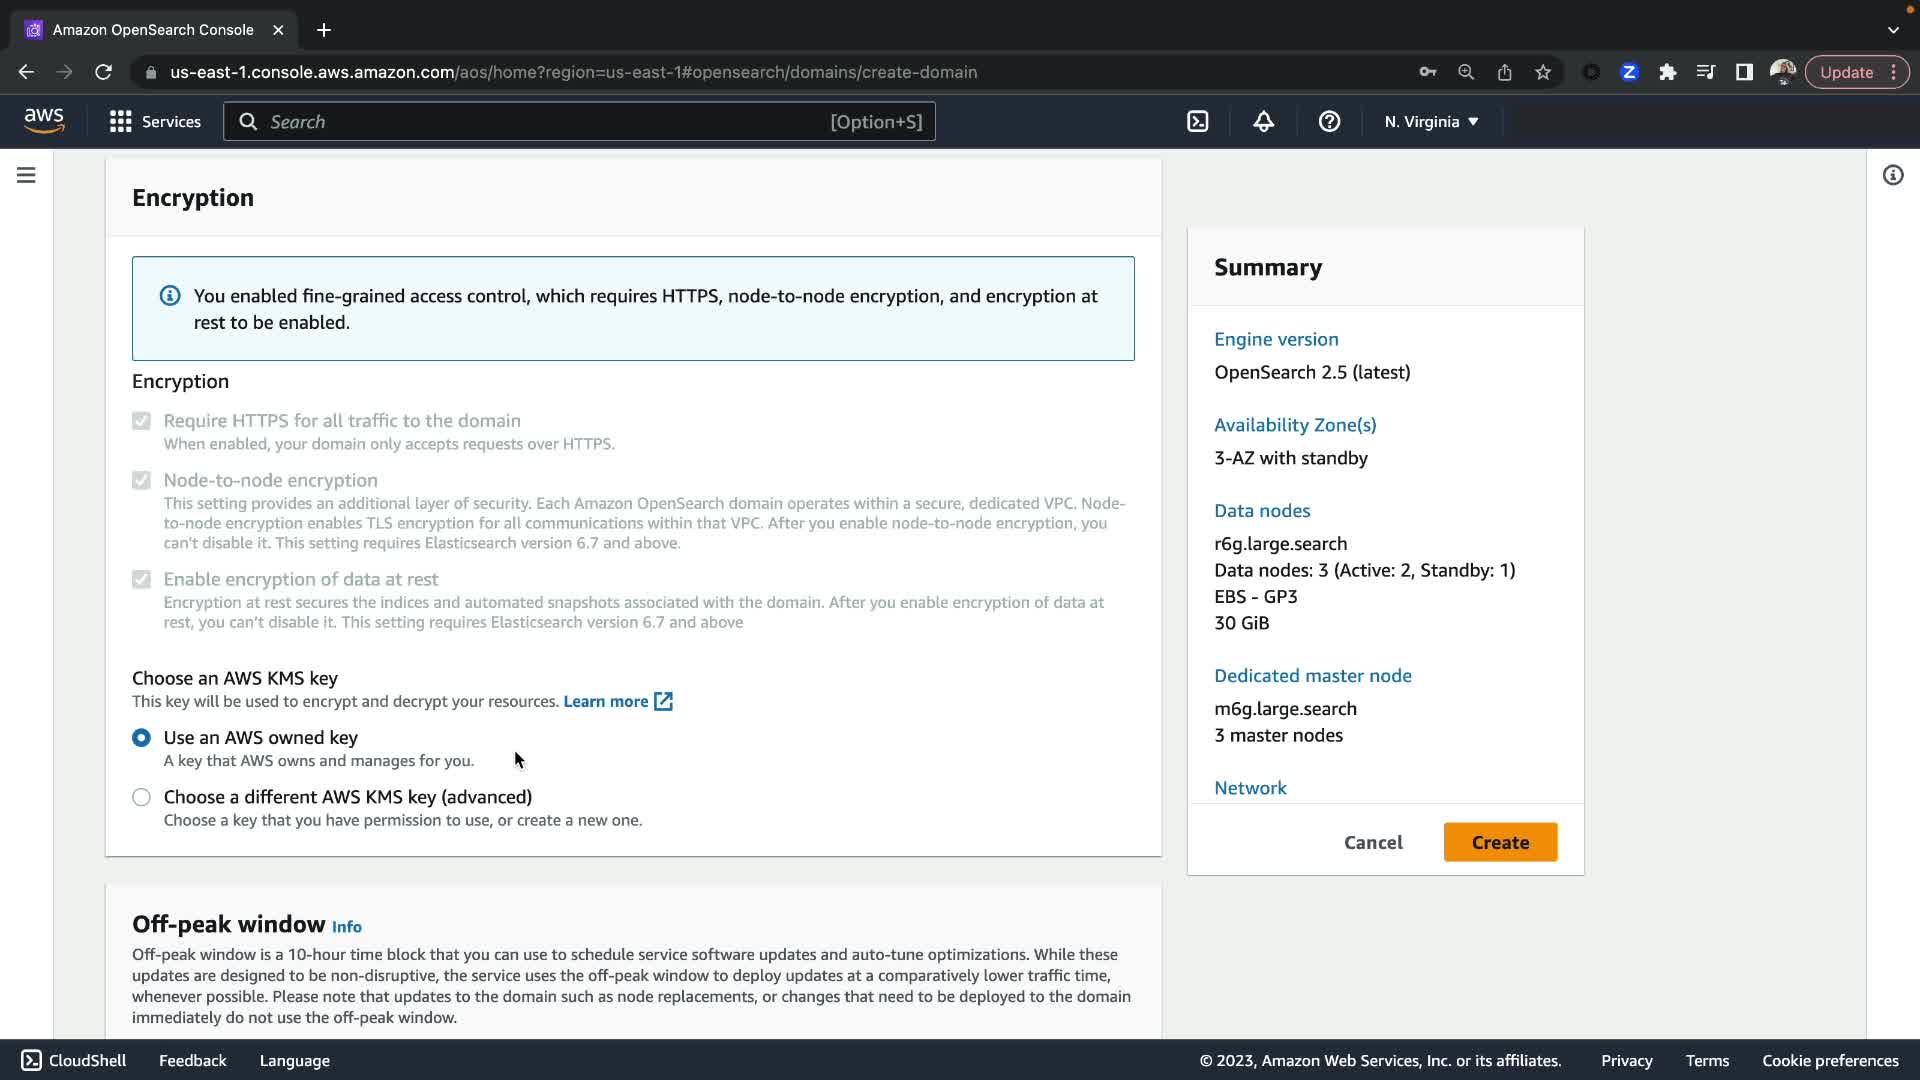 Amazon OpenSearch Console
us-east-1.console.aws.amazon.com/aos/home?region=us-east-1#opensearch/domains/create-domain
Update
aws
Services
Search
[Option+S]
N. Virginia
Encryption
You enabled fine-grained access control, which requires HTTPS, node-to-node encryption, and encryption at
rest to be enabled.
Encryption
Require HTTPS for all traffic to the domain
When enabled, your domain only accepts requests over HTTPS.
Node-to-node encryption
This setting provides an additional layer of security. Each Amazon OpenSearch domain operates within a secure, dedicated VPC. Node-
to-node encryption enables TLS encryption for all communications within that VPC. After you enable node-to-node encryption, you
can't disable it. This setting requires Elasticsearch version 6.7 and above.
Enable encryption of data at rest
Encryption at rest secures the indices and automated snapshots associated with the domain. After you enable encryption of data at
rest, you can't disable it. This setting requires Elasticsearch version 6.7 and above
Choose an AWS KMS key
This key will be used to encrypt and decrypt your resources. Learn more
Use an AWS owned key
A key that AWS owns and manages for you.
Choose a different AWS KMS key (advanced)
Choose a key that you have permission to use, or create a new one.
Off-peak window Info
Off-peak window is a 10-hour time block that you can use to schedule service software updates and auto-tune optimizations. While these
updates are designed to be non-disruptive, the service uses the off-peak window to deploy updates at a comparatively lower traffic time,
whenever possible. Please note that updates to the domain such as node replacements, or changes that need to be deployed to the domain
immediately do not use the off-peak window.
Summary
Engine version
OpenSearch 2.5 (latest)
Availability Zone(s)
3-AZ with standby
Data nodes
r6g.large.search
Data nodes: 3 (Active: 2, Standby: 1)
EBS - GP3
30 GiB
Dedicated master node
m6g.large.search
3 master nodes
Network
Cancel
Create
CloudShell
Feedback
Language
© 2023, Amazon Web Services, Inc. or its affiliates.
Privacy
Terms
Cookie preferences